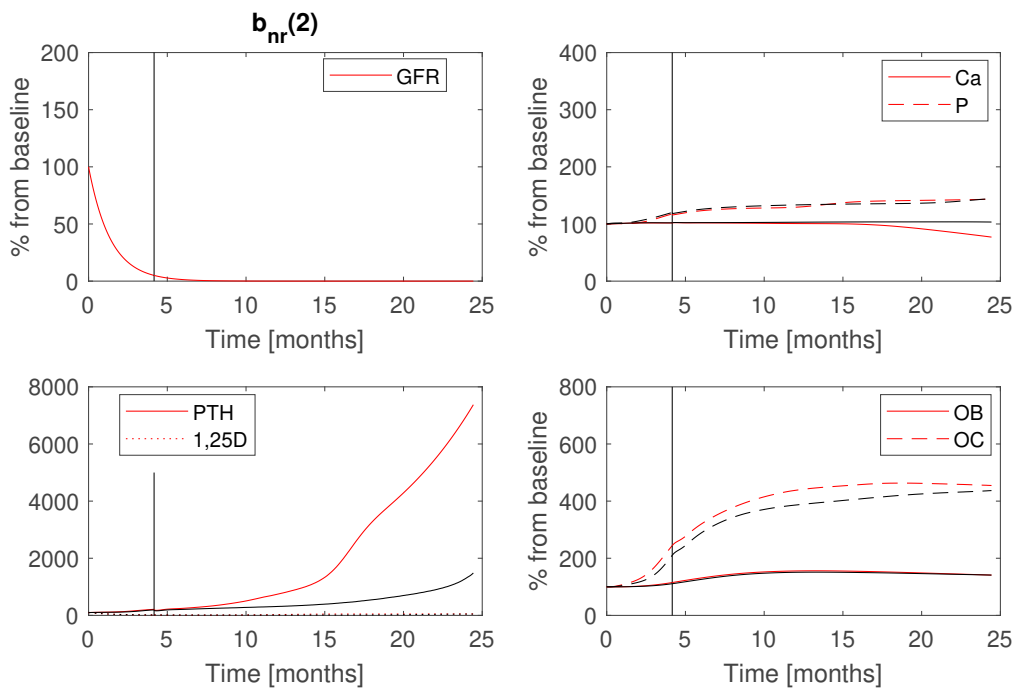 b_nr(2)
200
150
100
50
0
% from baseline
GFR
0 5 10 15 20 25
Time [months]
400
300
200
100
0
% from baseline
Ca
P
0 5 10 15 20 25
Time [months]
8000
6000
4000
2000
0
PTH
1,25D
0 5 10 15 20 25
Time [months]
800
600
400
200
0
% from baseline
OB
OC
0 5 10 15 20 25
Time [months]